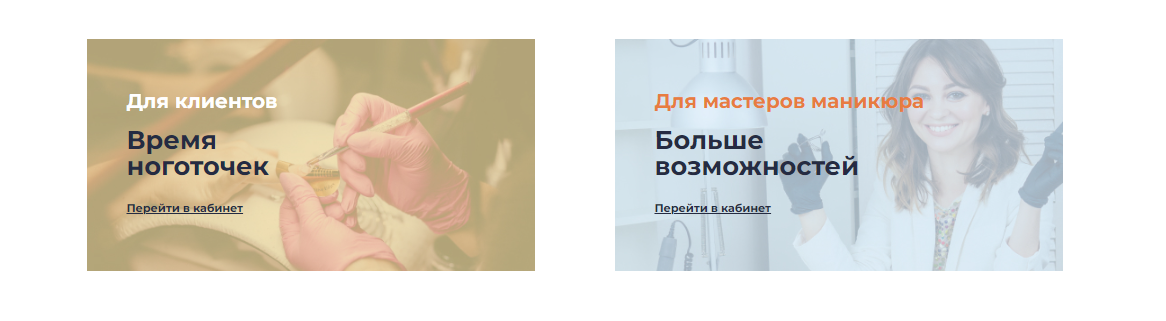 Для клиентов
Время
ноготочек
Перейти в кабинет
Для мастеров маникюра
Больше
возможностей
Перейти в кабинет